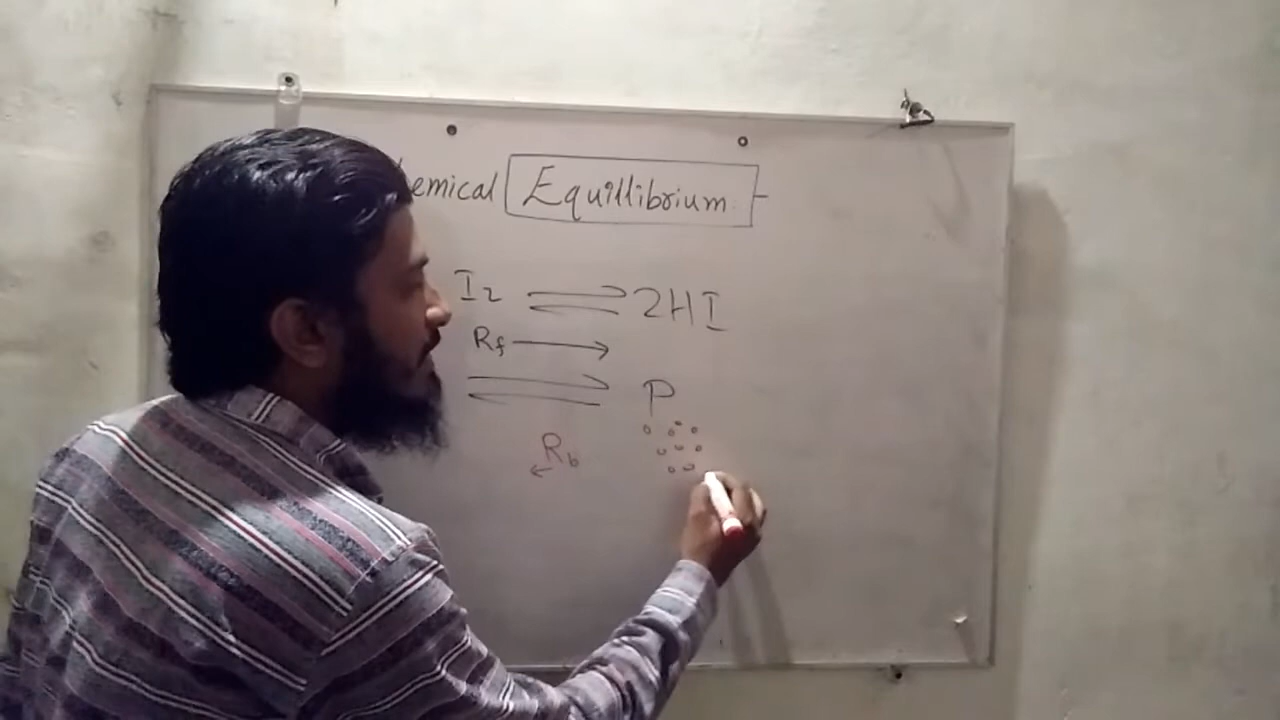 emical Equillibrium
I2 ⇌ 2HI
Rf →
⇌ P
← Rb